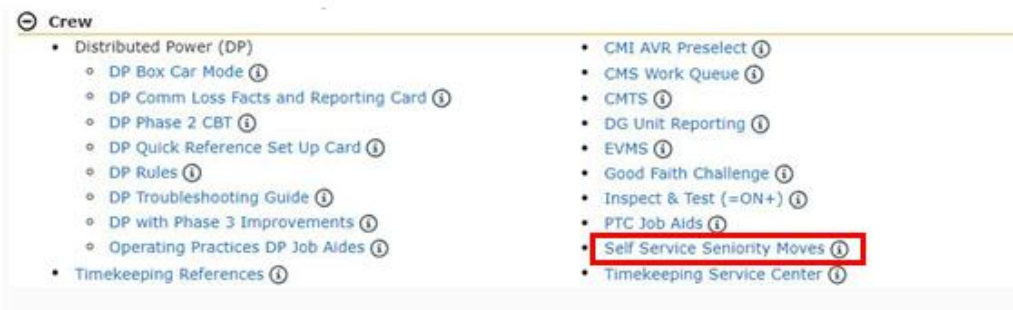 Crew
Distributed Power (DP)
DP Box Car Mode
DP Comm Loss Facts and Reporting Card
DP Phase 2 CBT
DP Quick Reference Set Up Card
DP Rules
DP Troubleshooting Guide
DP with Phase 3 Improvements
Operating Practices DP Job Aides
Timekeeping References
CMI AVR Preselect
CMS Work Queue
CMTS
DG Unit Reporting
EVMS
Good Faith Challenge
Inspect & Test (=ON+)
PTC Job Aids
Self Service Seniority Moves
Timekeeping Service Center